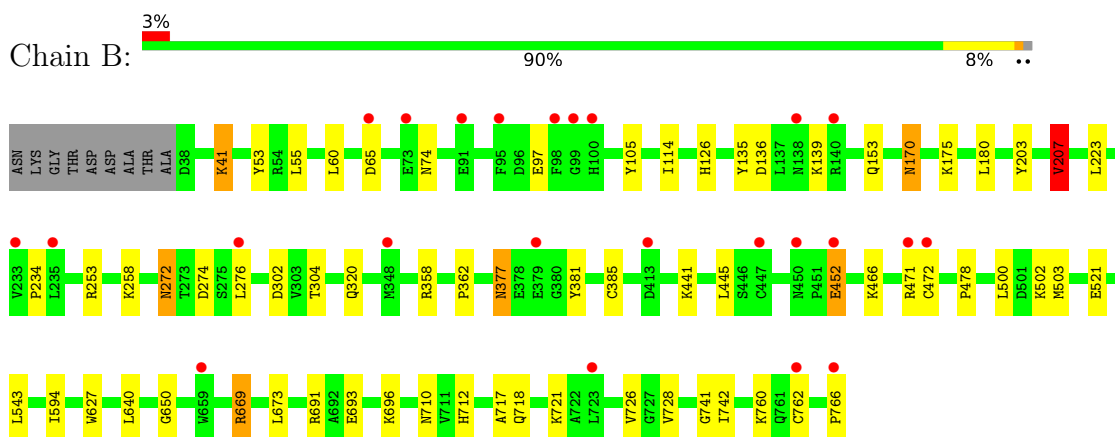 3%
Chain B:
90% 8% ••
ASN LYS GLY THR ASP ASP ALA ALA THR ALA D38 K41 Y53 R54 L55 L60 D65 E73 N74 E91 F95 D96 E97 F98 G99 H100 Y105 I114 H126 Y135 D136 L137 N138 K139 R140 Q153 N170 K175 L180 Y203 V207 L223
V233 P234 L235 R253 K258 N272 T273 D274 S275 L276 D302 V303 T304 Q320 M348 R358 P362 N377 E378 E379 G380 Y381 C385 D413 K441 L445 S446 C447 N450 P451 E452 K466 R471 C472 P478 L500 D501 K502 M503 E521
L543 I594 W627 L640 G650 W659 R669 L673 R691 A692 E693 K696 N710 V711 H712 A717 Q718 K721 A722 L723 V726 G727 V728 G741 I742 K760 Q761 C762 P766